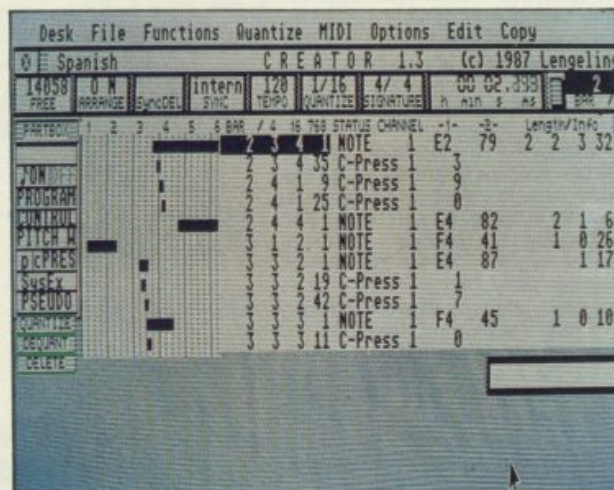 Desk File Functions Quantize MIDI Options Edit Copy
Spanish CREATOR 1.3 (c) 1987 Lengeling
14058 O N intern 120 1/16 4/ 4 00 02. 2
FREE ARRANGE SyncDEL SYNC TEMPO QUANTIZE SIGNATURE h min s ms BAR
PARTBOX 1 2 3 4 5 6 BAR / 4 16 768 STATUS CHANNEL -1- -2- Length/Info
2 3 4 1 NOTE 1 E2 79 2 2 3 32
ON OFF 2 3 4 35 C-Press 1 3
PROGRAM 2 4 1 9 C-Press 1 9
CONTROL 2 4 1 25 C-Press 1 0
PITCH W 2 4 4 1 NOTE 1 E4 82 2 1 6
3 1 2 1 NOTE 1 F4 41 1 0 26
pcPRES 3 3 2 1 NOTE 1 E4 87 1 17
SysEx 3 3 2 19 C-Press 1 1
PSEUDO 3 3 2 42 C-Press 1 7
QUANTIZE 3 3 3 1 NOTE 1 F4 45 1 0 10
DEQUANT 3 3 3 11 C-Press 1 0
DELETE